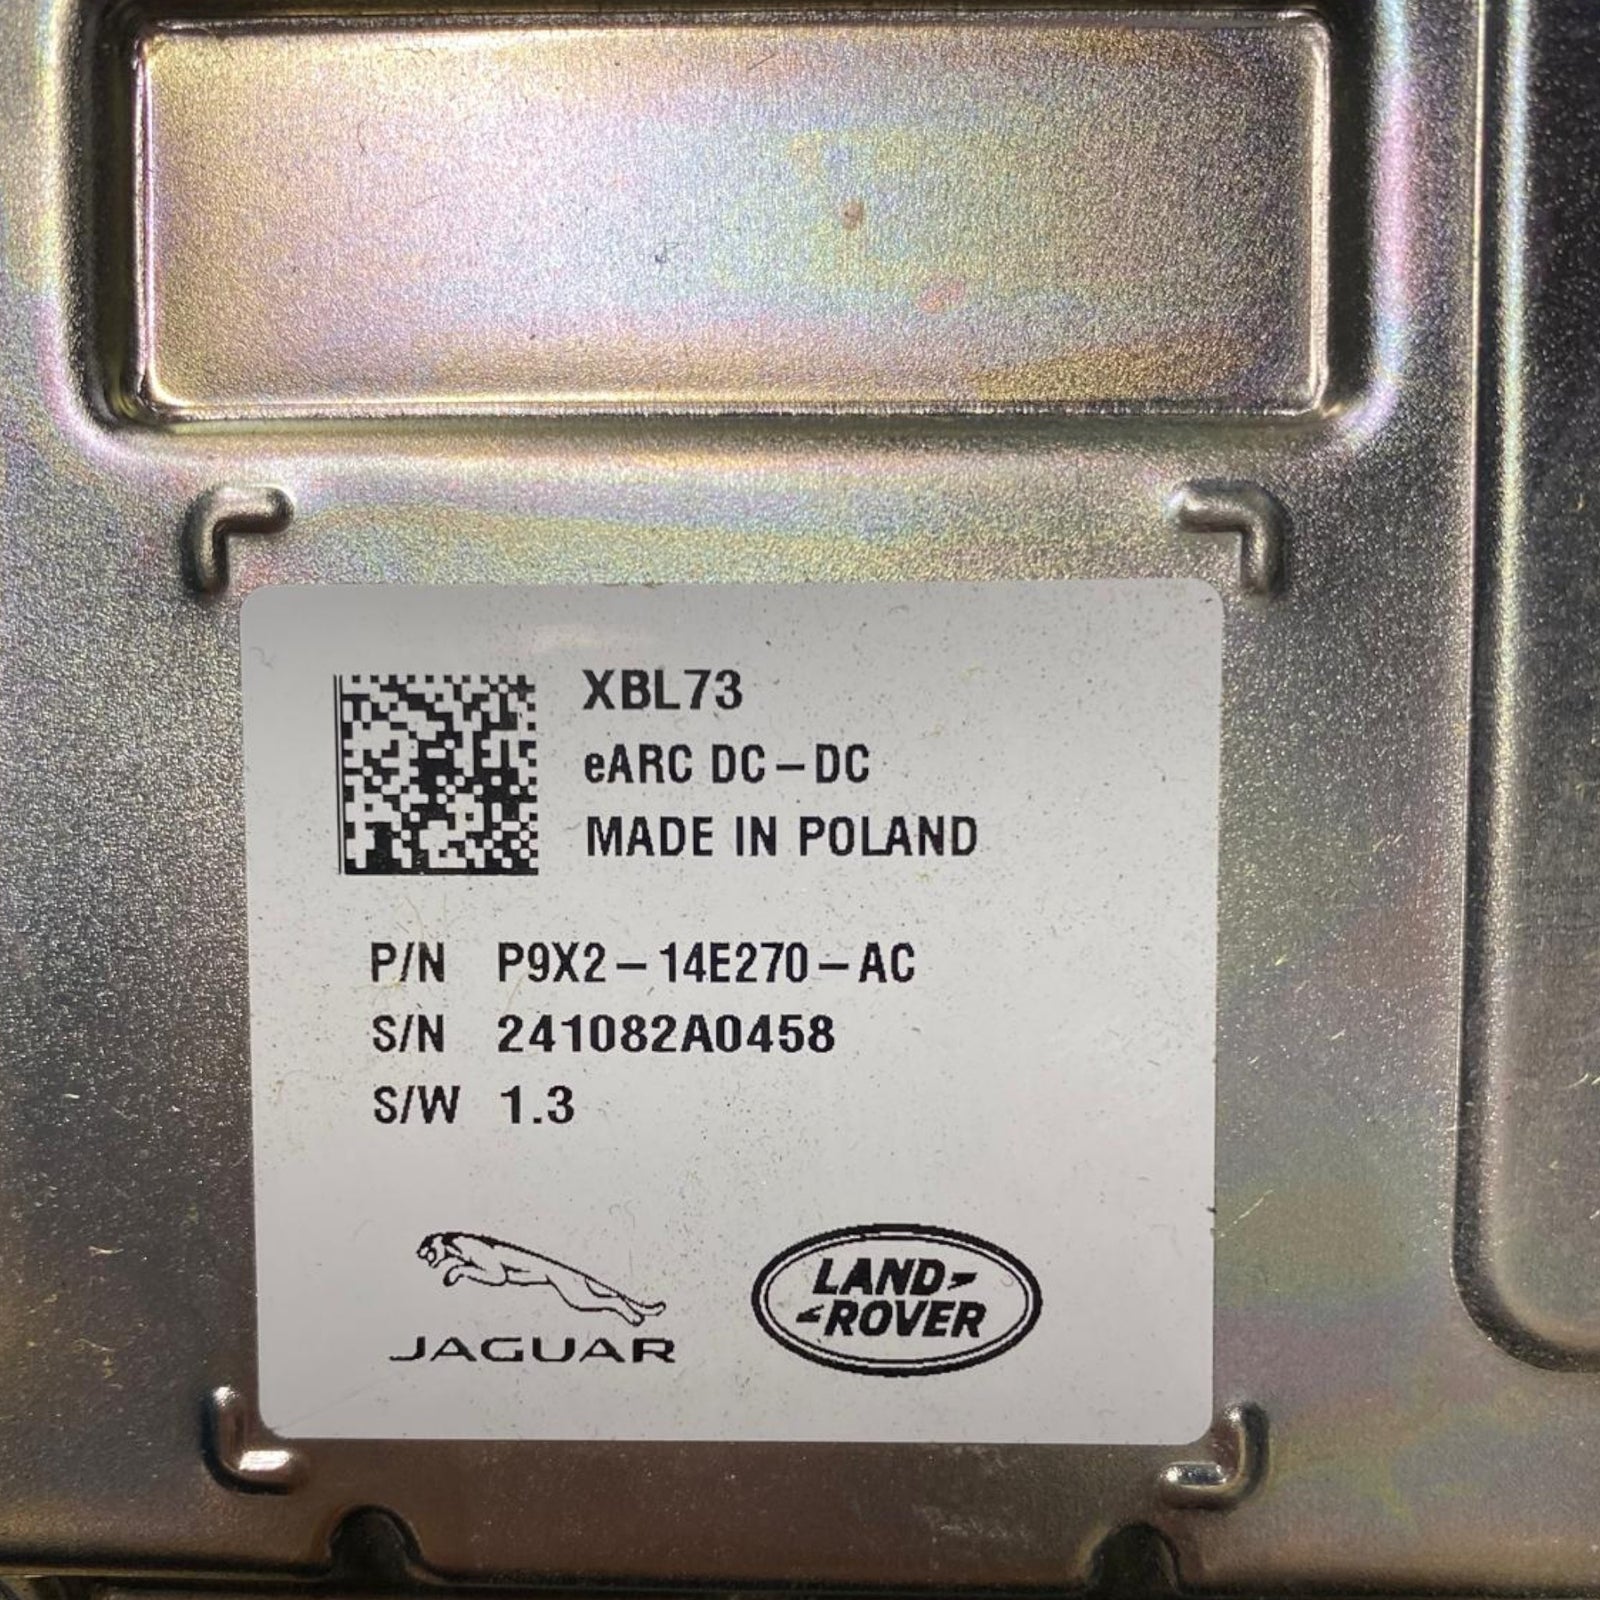 XBL73
eARC DC-DC
MADE IN POLAND
P/N P9X2-14E270-AC
S/N 241082A0458
S/W 1.3
JAGUAR
LAND-
-ROVER